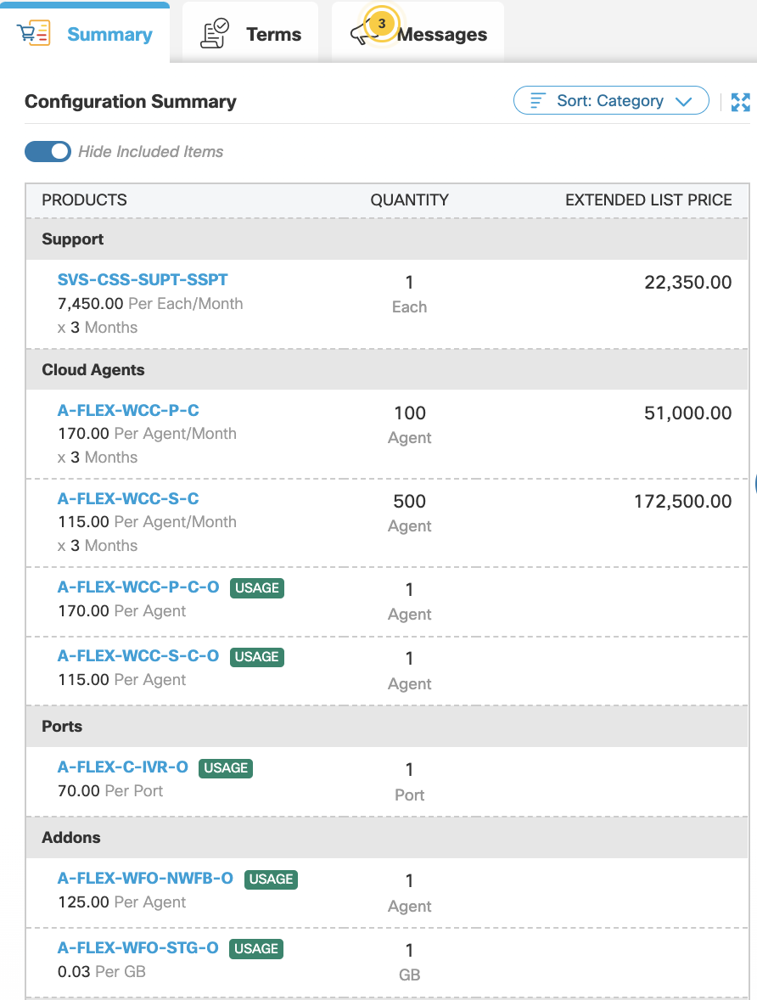 Summary
Terms
3
Messages
Configuration Summary
Sort: Category
Hide Included Items
PRODUCTS QUANTITY EXTENDED LIST PRICE
Support
SVS-CSS-SUPT-SSPT 1 22,350.00
7,450.00 Per Each/Month Each
x 3 Months
Cloud Agents
A-FLEX-WCC-P-C 100 51,000.00
170.00 Per Agent/Month Agent
x 3 Months
A-FLEX-WCC-S-C 500 172,500.00
115.00 Per Agent/Month Agent
x 3 Months
A-FLEX-WCC-P-C-O USAGE 1
170.00 Per Agent Agent
A-FLEX-WCC-S-C-O USAGE 1
115.00 Per Agent Agent
Ports
A-FLEX-C-IVR-O USAGE 1
70.00 Per Port Port
Addons
A-FLEX-WFO-NWFB-O USAGE 1
125.00 Per Agent Agent
A-FLEX-WFO-STG-O USAGE 1
0.03 Per GB GB